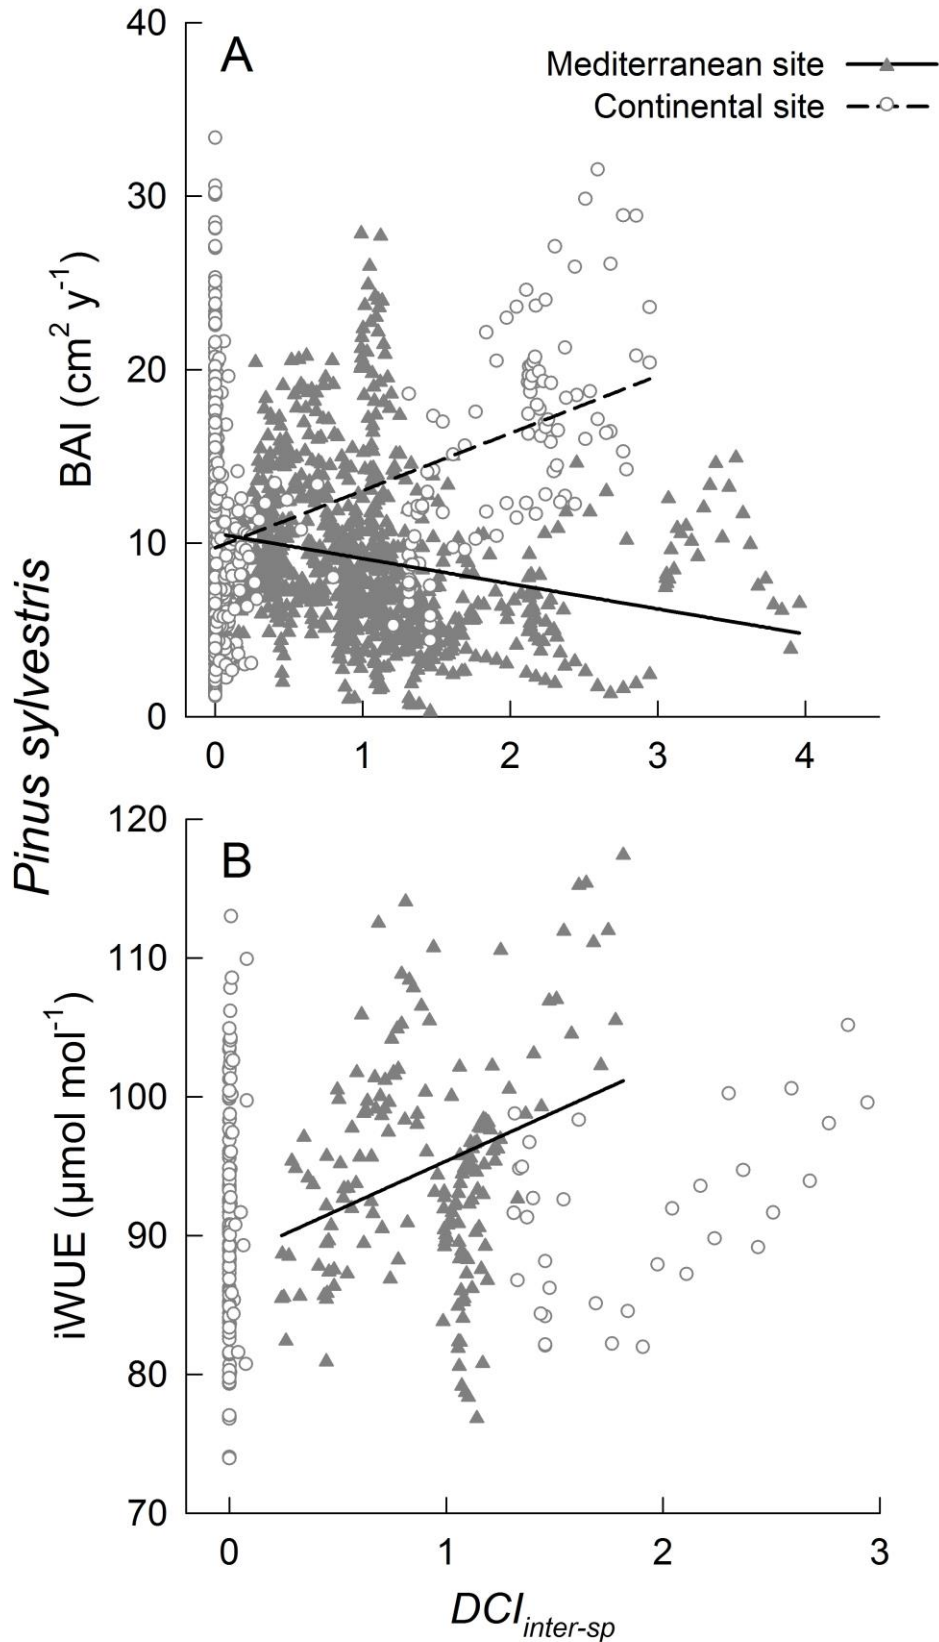 A
Mediterranean site
Continental site
40
30
20
10
0
BAI (cm² y⁻¹)
0 1 2 3 4
Pinus sylvestris
B
120
110
100
90
80
70
iWUE (µmol mol⁻¹)
0 1 2 3
DCI inter-sp